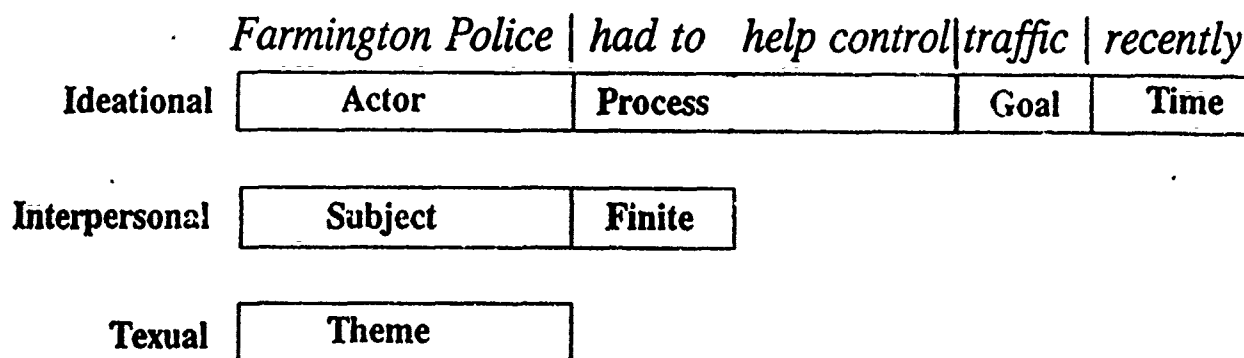 Farmington Police | had to help control | traffic | recently
Ideational Actor Process Goal Time
Interpersonal Subject Finite
Texual Theme